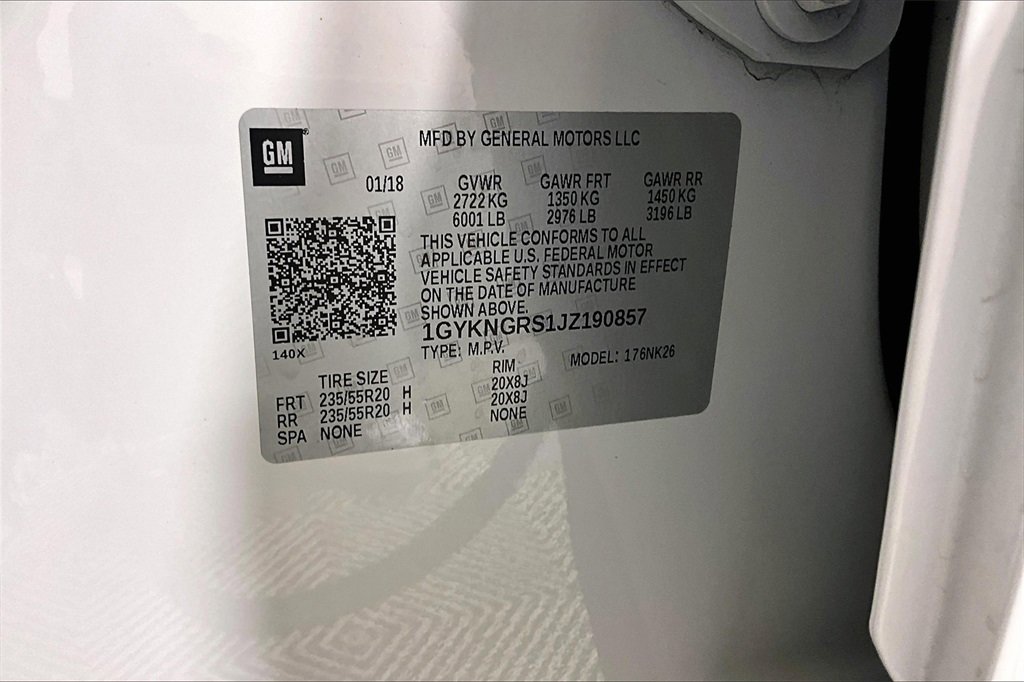 GM
MFD BY GENERAL MOTORS LLC
01/18
GVWR GAWR FRT GAWR RR
2722 KG 1350 KG 1450 KG
6001 LB 2976 LB 3196 LB
THIS VEHICLE CONFORMS TO ALL
APPLICABLE U.S. FEDERAL MOTOR
VEHICLE SAFETY STANDARDS IN EFFECT
ON THE DATE OF MANUFACTURE
SHOWN ABOVE.
1GYKNGRS1JZ190857
140X
TYPE: M.P.V. MODEL: 176NK26
TIRE SIZE RIM
FRT 235/55R20 H 20X8J
RR 235/55R20 H 20X8J
SPA NONE NONE